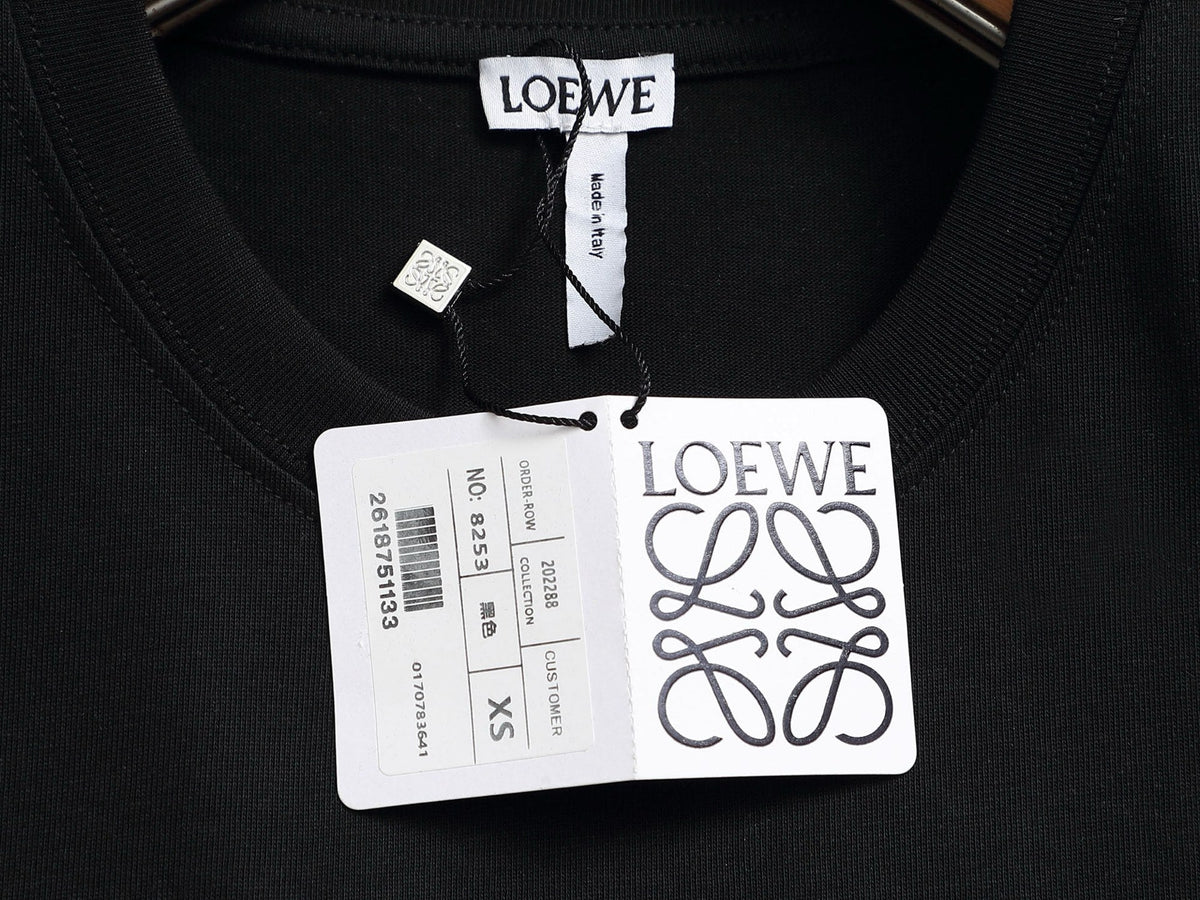 LOEWE
Made in Italy
LOEWE
ORDER-ROW
202288
COLLECTION
CUSTOMER
NO: 8253
黑色
XS
2618751133
0170783641